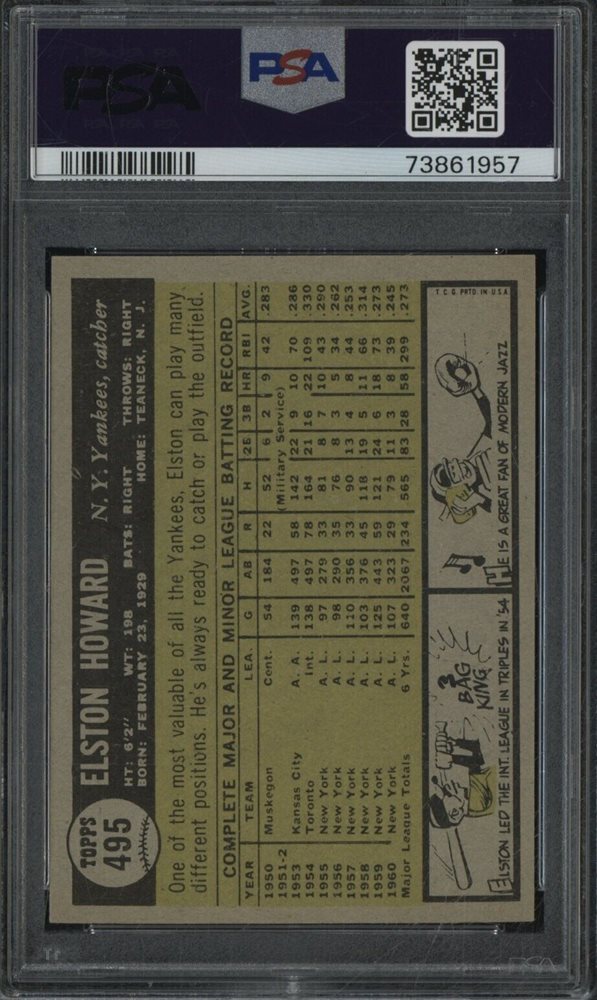 PSA
PSA
73861957
TOPPS
495
ELSTON HOWARD N. Y. Yankees, catcher
HT: 6'2" WT: 198 BATS: RIGHT THROWS: RIGHT
BORN: FEBRUARY 23, 1929 HOME: TEANECK, N. J.
One of the most valuable of all the Yankees, Elston can play many
different positions. He's always ready to catch or play the outfield.
COMPLETE MAJOR AND MINOR LEAGUE BATTING RECORD
YEAR TEAM LEA. G AB R H 2B 3B HR RBI AVG.
1950 Muskegon Cent. 54 184 22 52 6 2 9 42 .283
1951-2 (Military Service)
1953 Kansas City A. A. 139 497 58 142 22 9 10 70 .286
1954 Toronto Int. 138 497 78 164 21 16 22 109 .330
1955 New York A. L. 97 279 33 81 8 7 10 43 .290
1956 New York A. L. 98 290 35 76 8 3 5 34 .262
1957 New York A. L. 110 356 33 90 13 4 8 44 .253
1958 New York A. L. 103 376 45 118 19 5 11 66 .314
1959 New York A. L. 125 443 59 121 24 6 18 73 .273
1960 New York A. L. 107 323 29 79 11 3 8 39 .245
Major League Totals 6 Yrs. 640 2067 234 565 83 28 58 299 .273
3
BAG
KING
ELSTON LED THE INT. LEAGUE IN TRIPLES IN '54
HE IS A GREAT FAN OF MODERN JAZZ
T.C.G. PRTD. IN U.S.A.
PSA